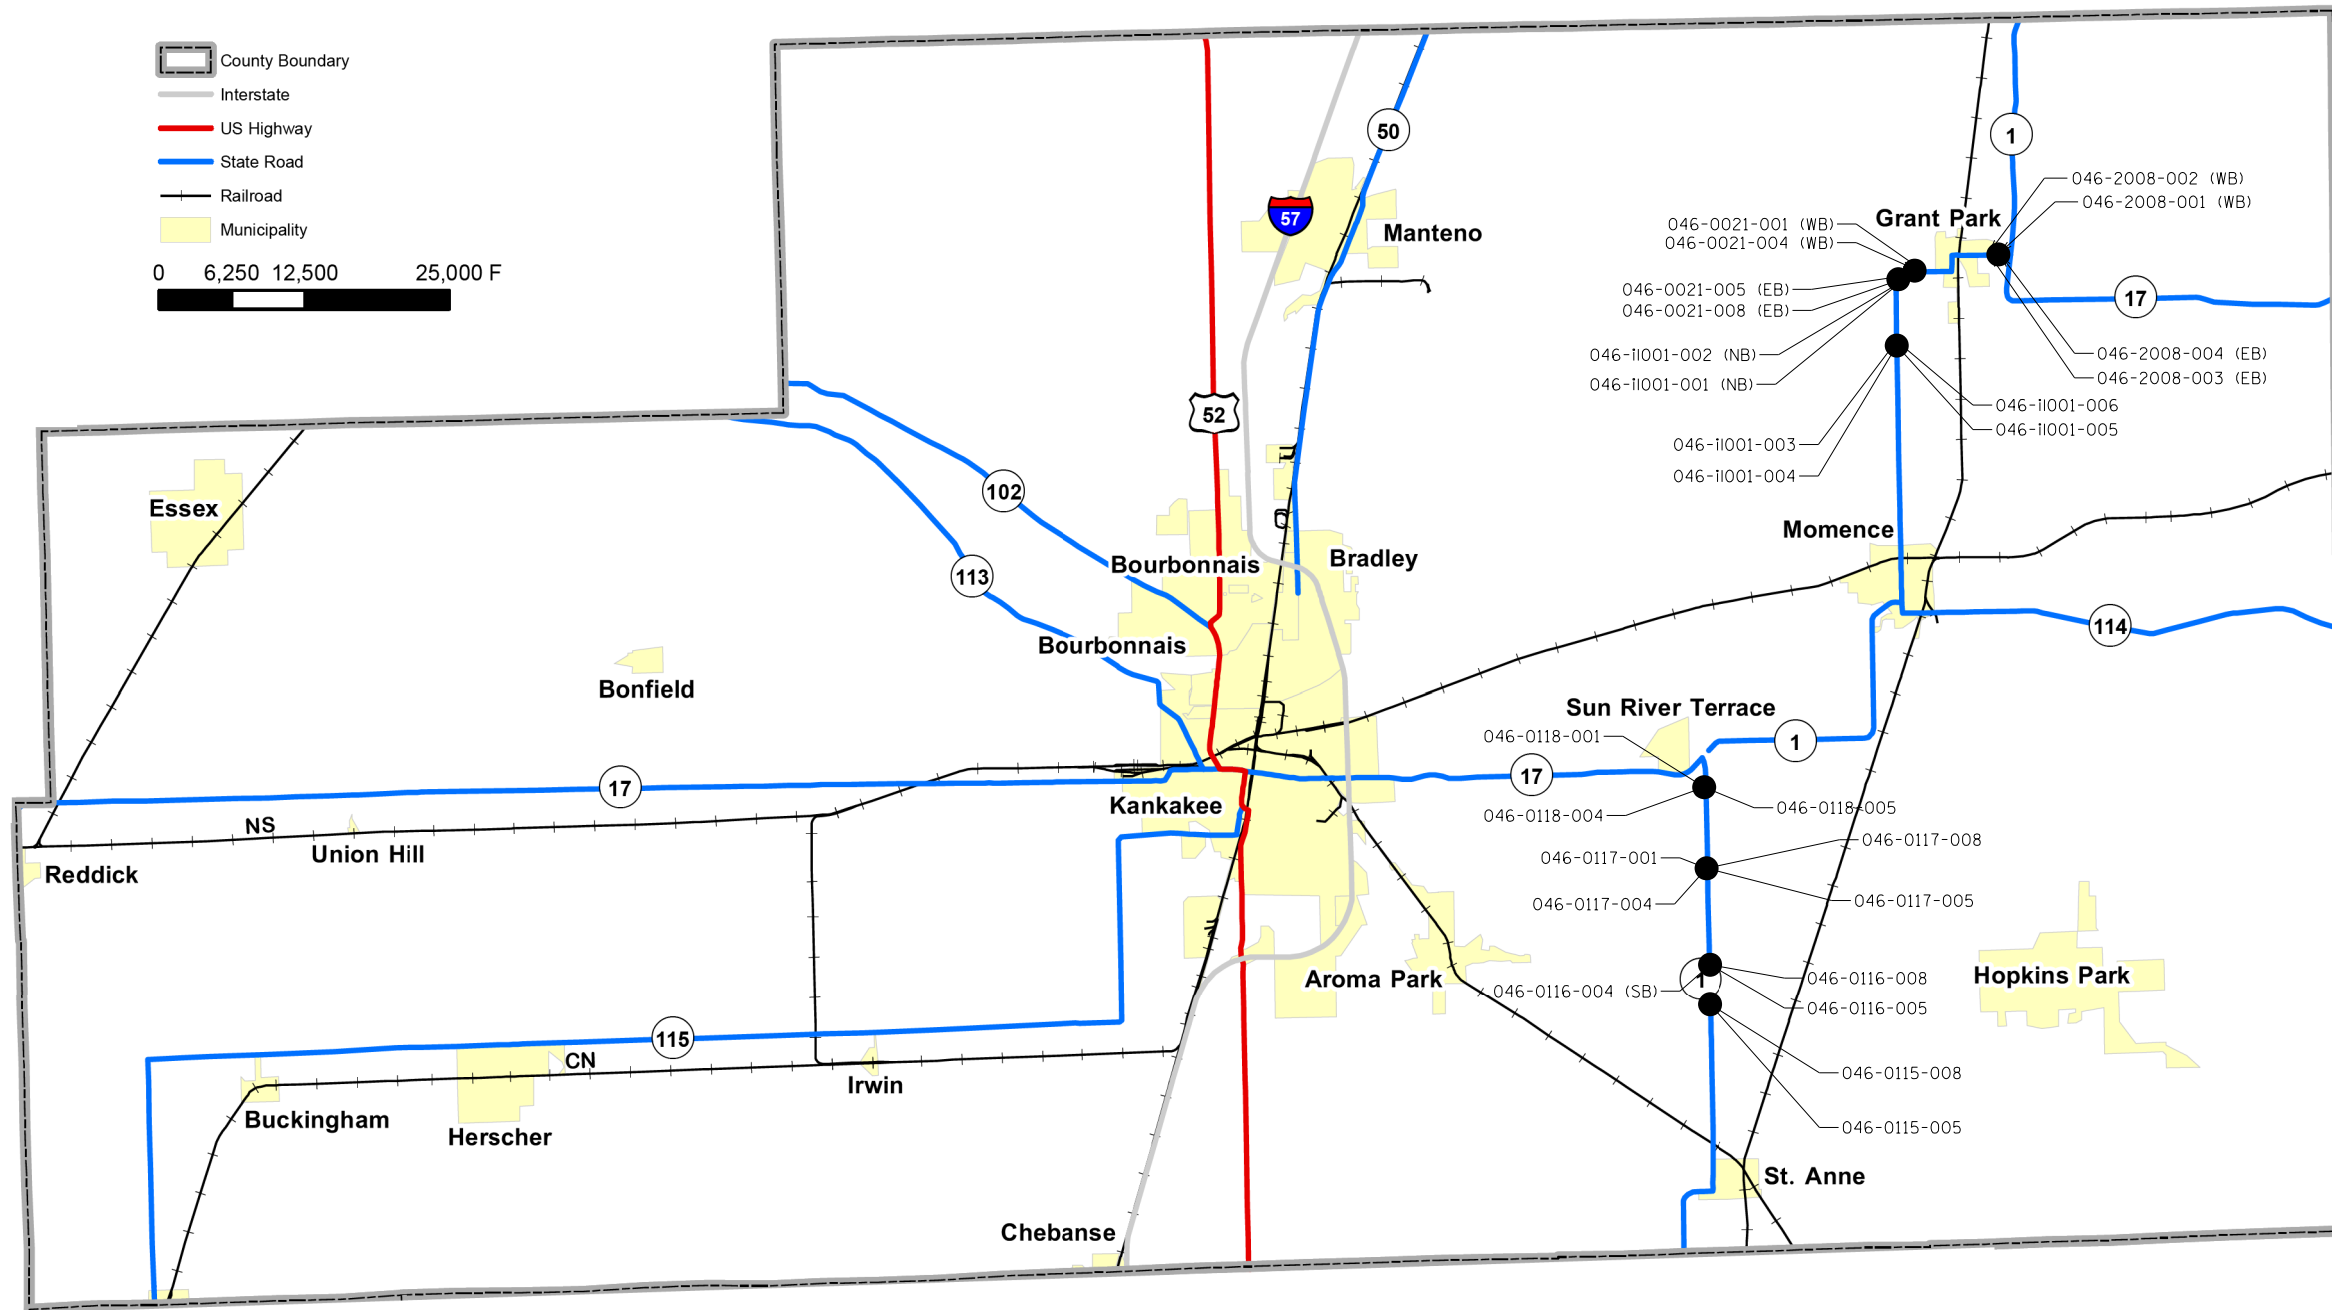 County Boundary
Interstate
US Highway
State Road
Railroad
Municipality
0 6,250 12,500 25,000 F
50
1
57
Manteno
Grant Park
046-2008-002 (WB)
046-2008-001 (WB)
046-0021-001 (WB)
046-0021-004 (WB)
046-0021-005 (EB)
046-0021-008 (EB)
17
046-il001-002 (NB)
046-il001-001 (NB)
046-2008-004 (EB)
046-2008-003 (EB)
046-il001-006
046-il001-005
046-il001-003
046-il001-004
52
102
Essex
113
Bourbonnais
Bradley
Momence
114
Bourbonnais
Bonfield
Sun River Terrace
046-0118-001
1
17
17
Kankakee
046-0118-005
046-0118-004
NS
Union Hill
Reddick
046-0117-008
046-0117-001
046-0117-005
046-0117-004
Aroma Park
046-0116-004 (SB)
1
046-0116-008
046-0116-005
Hopkins Park
115
CN
Irwin
046-0115-008
046-0115-005
Buckingham
Herscher
St. Anne
Chebanse